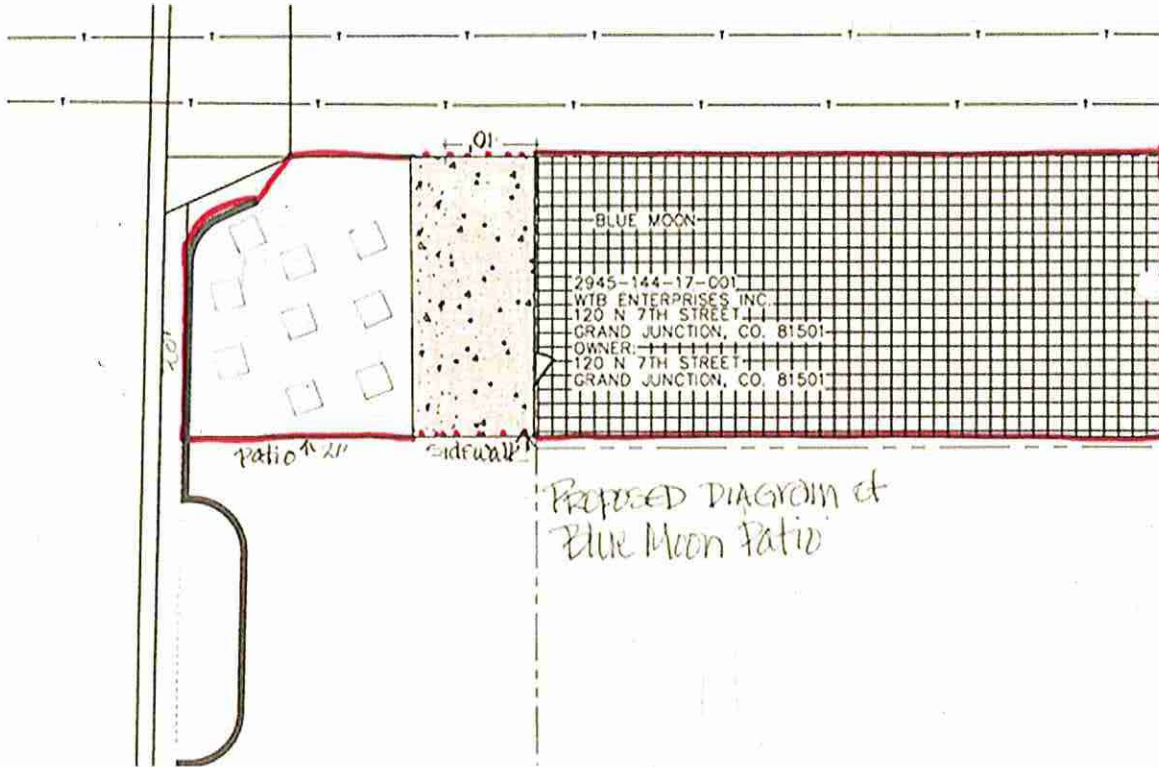 10'
BLUE MOON
2945-144-17-001
WTB ENTERPRISES INC.
120 N 7TH STREET
GRAND JUNCTION, CO. 81501
OWNER:
120 N 7TH STREET
GRAND JUNCTION, CO. 81501
20'
Patio
Sidewalk
PROPOSED DIAGram of
Blue Moon Patio